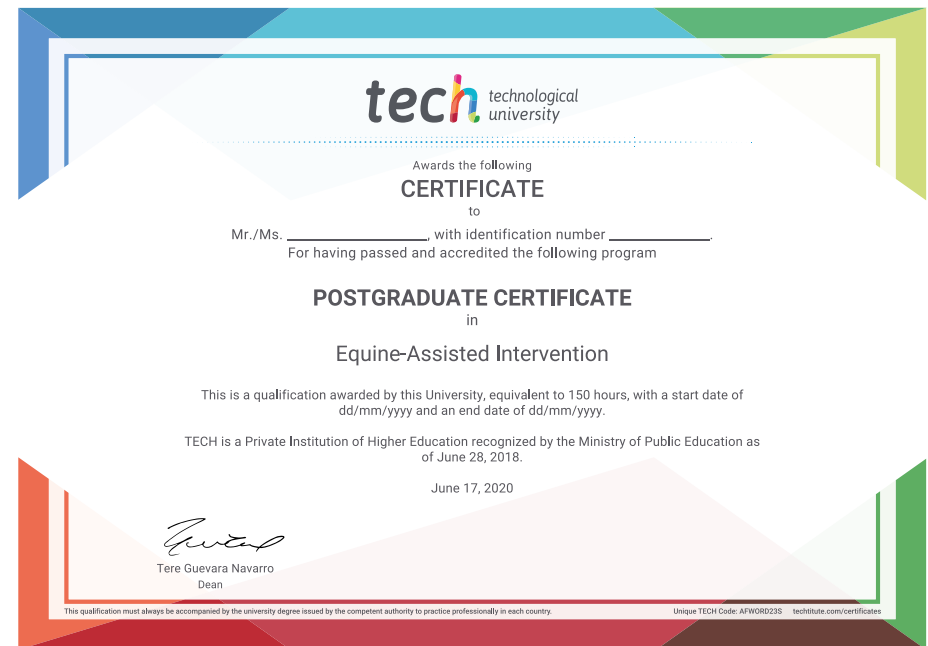 tech technological
university
Awards the following
CERTIFICATE
to
Mr./Ms. ____________________, with identification number ______________.
For having passed and accredited the following program
POSTGRADUATE CERTIFICATE
in
Equine-Assisted Intervention
This is a qualification awarded by this University, equivalent to 150 hours, with a start date of
dd/mm/yyyy and an end date of dd/mm/yyyy.
TECH is a Private Institution of Higher Education recognized by the Ministry of Public Education as
of June 28, 2018.
June 17, 2020
Tere Guevara Navarro
Dean
This qualification must always be accompanied by the university degree issued by the competent authority to practice professionally in each country.
Unique TECH Code: AFWORD23S techtitute.com/certificates